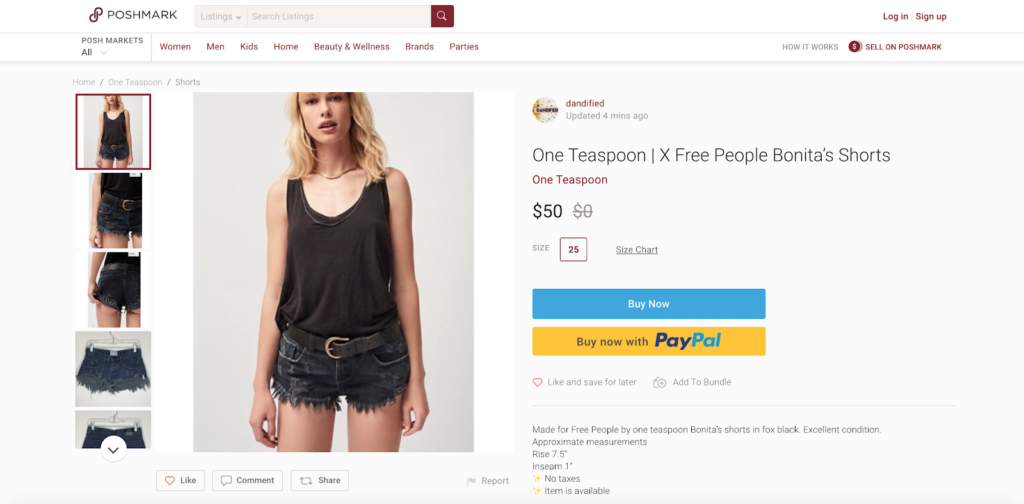 POSHMARK
Listings
Search Listings
Log in | Sign up
POSH MARKETS
All
Women Men Kids Home Beauty & Wellness Brands Parties
HOW IT WORKS
$ SELL ON POSHMARK
Home / One Teaspoon / Shorts
DANDIFIED
dandified
Updated 4 mins ago
One Teaspoon | X Free People Bonita's Shorts
One Teaspoon
$50 $0
SIZE 25 Size Chart
Buy Now
Buy now with PayPal
Like and save for later Add To Bundle
Made for Free People by one teaspoon Bonita's shorts in fox black. Excellent condition.
Approximate measurements
Rise 7.5"
Inseam 1"
✨ No taxes
✨ Item is available
Like Comment Share Report